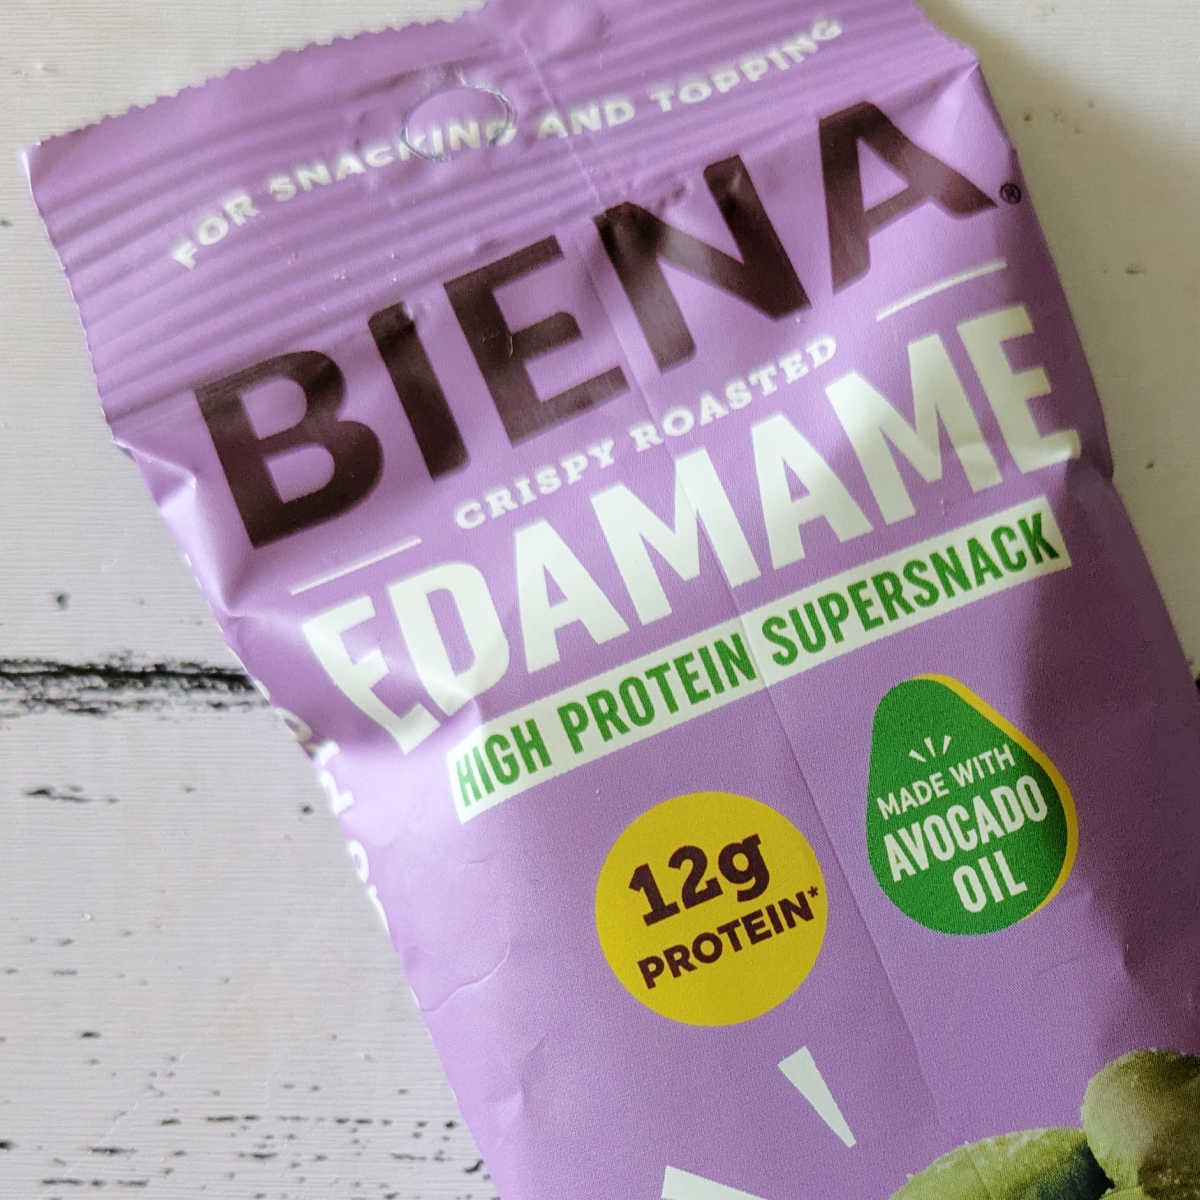 FOR SNACKING AND TOPPING
BIENA®
CRISPY ROASTED
EDAMAME
HIGH PROTEIN SUPERSNACK
MADE WITH
AVOCADO
OIL
12g
PROTEIN*